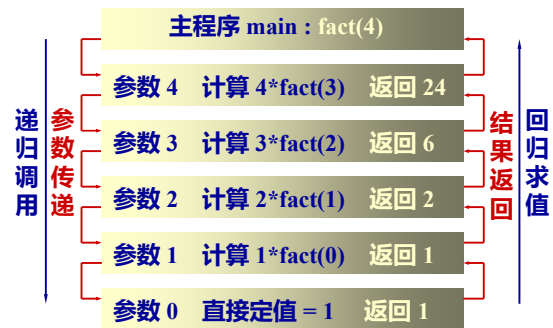 主程序 main : fact(4)
参数 4 计算 4*fact(3) 返回 24
参数 3 计算 3*fact(2) 返回 6
参数 2 计算 2*fact(1) 返回 2
参数 1 计算 1*fact(0) 返回 1
参数 0 直接定值 = 1 返回 1
递归调用
参数传递
结果返回
回归求值